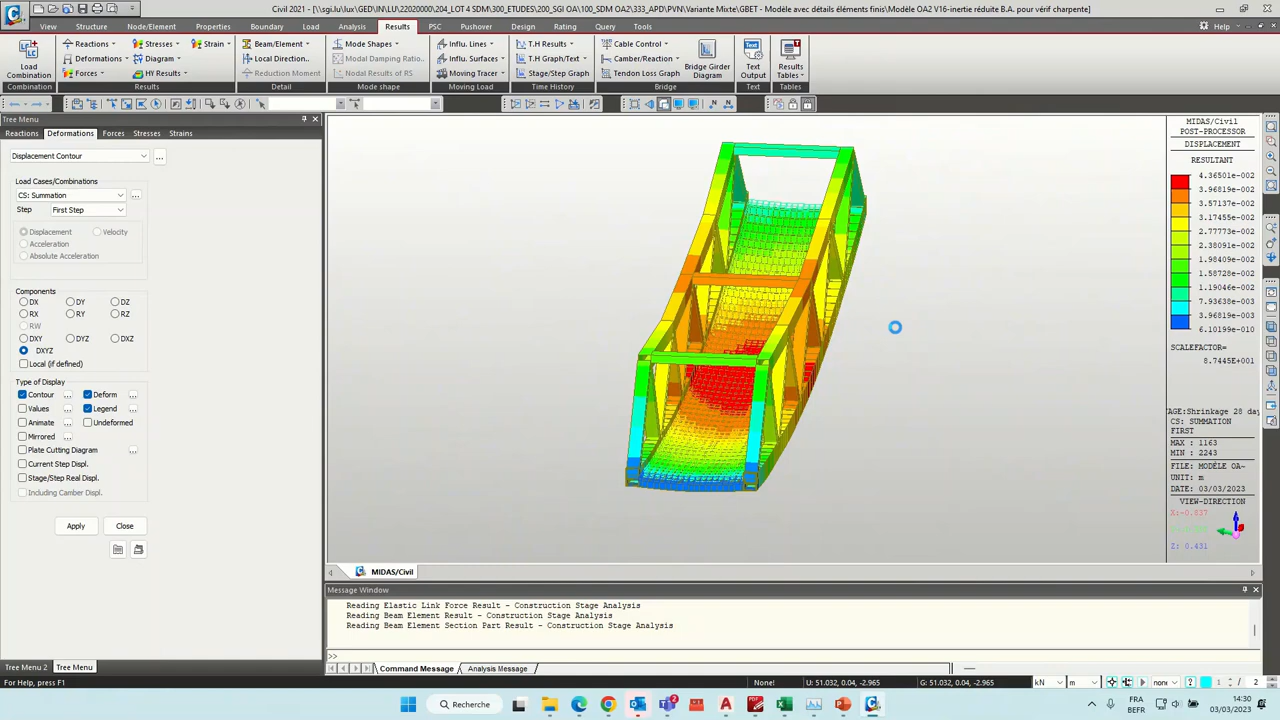 Civil 2021 - [\\sgi.lu\lux\GED\IN\LU\22020000\204_LOT 4 SDM\300_ETUDES\200_SGI OA\100_SDM OA2\333_APD\PVN\Variante Mixte\GBET - Modèle avec détails éléments finis\Modèle OA2 V16-inertie réduite B.A. pour vérif charpente]
View Structure Node/Element Properties Boundary Load Analysis Results PSC Pushover Design Rating Query Tools Help
Load Combination
Reactions
Deformations
Forces
Stresses
Diagram
HY Results
Strain
Beam/Element
Local Direction..
Reduction Moment
Mode Shapes
Modal Damping Ratio..
Nodal Results of RS
Influ. Lines
Influ. Surfaces
Moving Tracer
T.H Results
T.H Graph/Text
Stage/Step Graph
Cable Control
Camber/Reaction
Tendon Loss Graph
Bridge Girder Diagram
Text Output
Results Tables
Combination Results Detail Mode shape Moving Load Time History Bridge Text Tables
Tree Menu
Reactions Deformations Forces Stresses Strains
Displacement Contour
Load Cases/Combinations
CS: Summation
Step First Step
Displacement Velocity
Acceleration
Absolute Acceleration
Components
DX DY DZ
RX RY RZ
RW
DXY DYZ DXZ
DXYZ
Local (if defined)
Type of Display
Contour Deform
Values Legend
Animate Undeformed
Mirrored
Plate Cutting Diagram
Current Step Displ.
Stage/Step Real Displ.
Including Camber Displ.
Apply Close
MIDAS/Civil
POST-PROCESSOR
DISPLACEMENT
RESULTANT
4.36501e-002
3.96819e-002
3.57137e-002
3.17455e-002
2.77773e-002
2.38091e-002
1.98409e-002
1.58728e-002
1.19046e-002
7.93638e-003
3.96819e-003
6.10199e-010
SCALEFACTOR=
8.7445E+001
AGE:Shrinkage 28 day
CS: SUMMATION
FIRST
MAX : 1163
MIN : 2243
FILE: MODÈLE OA~
UNIT: m
DATE: 03/03/2023
VIEW-DIRECTION
X:-0.837
Z: 0.431
MIDAS/Civil
Message Window
Reading Elastic Link Force Result - Construction Stage Analysis
Reading Beam Element Result - Construction Stage Analysis
Reading Beam Element Section Part Result - Construction Stage Analysis
>>
Tree Menu 2 Tree Menu Command Message Analysis Message
For Help, press F1 None! U: 51.032, 0.04, -2.965 G: 51.032, 0.04, -2.965 kN m none 1 / 2
Recherche
FRA
BEFR
14:30
03/03/2023